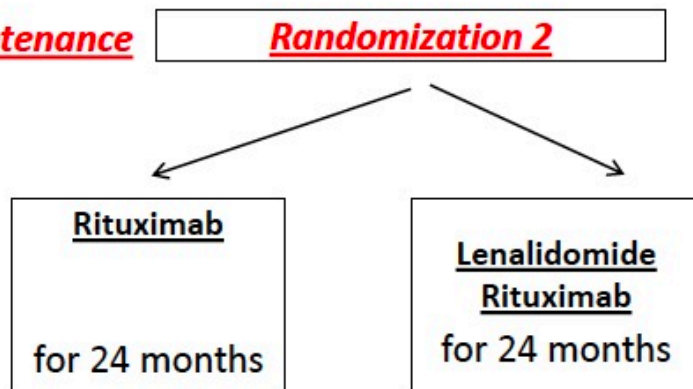 tenance Randomization 2
Rituximab
for 24 months
Lenalidomide
Rituximab
for 24 months